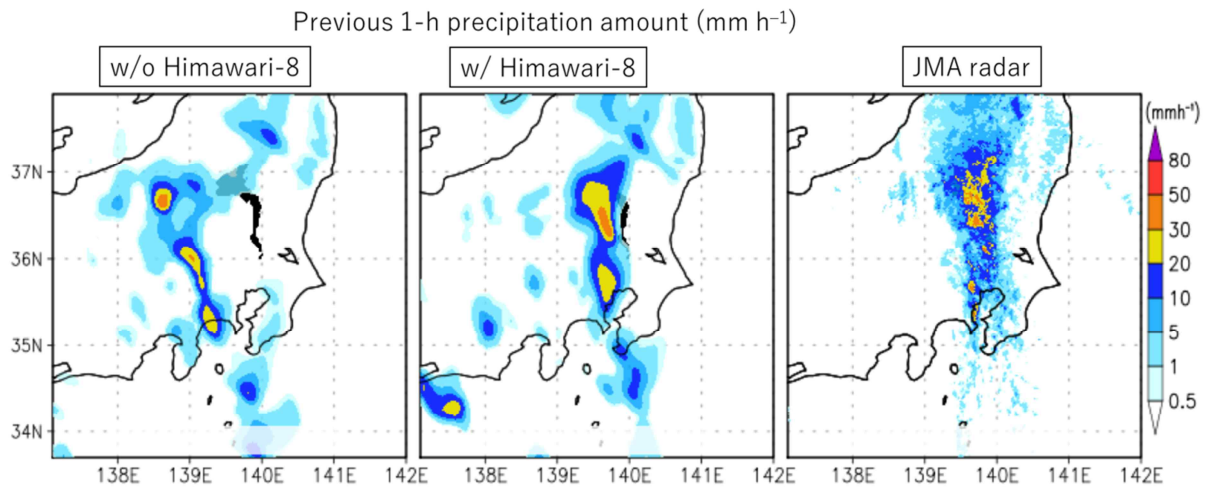 Previous 1-h precipitation amount (mm h⁻¹)
w/o Himawari-8
w/ Himawari-8
JMA radar
(mmh⁻¹)
37N
36N
35N
34N
80
50
30
20
10
5
1
0.5
138E 139E 140E 141E 142E
138E 139E 140E 141E 142E
138E 139E 140E 141E 142E